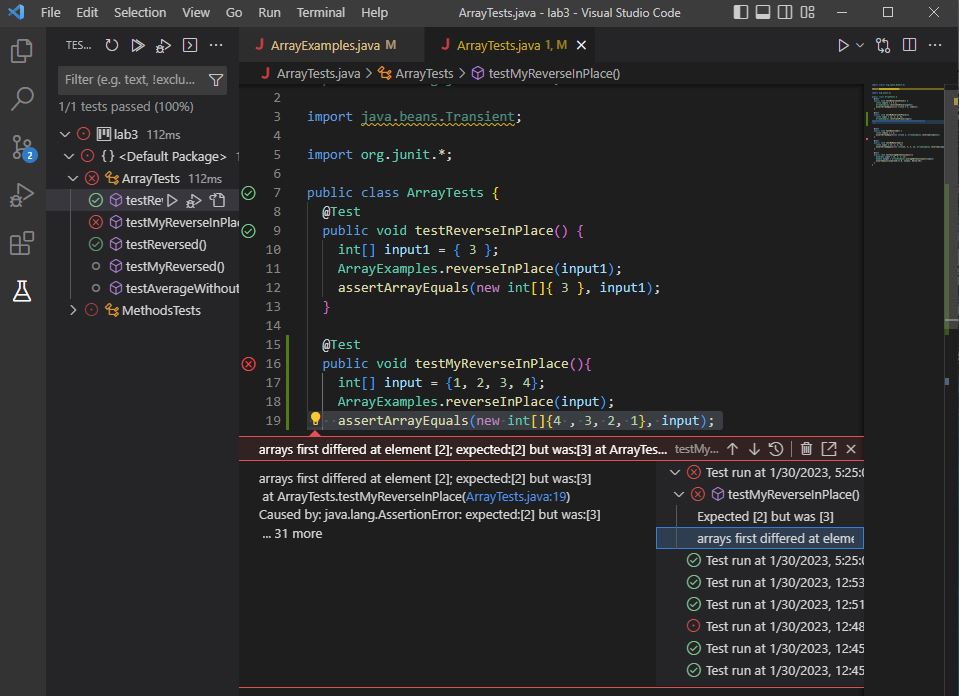 File Edit Selection View Go Run Terminal Help ArrayTests.java - lab3 - Visual Studio Code
TES...
ArrayExamples.java M
ArrayTests.java 1, M
Filter (e.g. text, !exclu...
ArrayTests.java > ArrayTests > testMyReverseInPlace()
1/1 tests passed (100%)
lab3 112ms
{} <Default Package> 1
ArrayTests 112ms
testRe
testMyReverseInPla
testReversed()
testMyReversed()
testAverageWithout
MethodsTests
2
2
3 import java.beans.Transient;
4
5 import org.junit.*;
6
7 public class ArrayTests {
8 @Test
9 public void testReverseInPlace() {
10 int[] input1 = { 3 };
11 ArrayExamples.reverseInPlace(input1);
12 assertArrayEquals(new int[]{ 3 }, input1);
13 }
14
15 @Test
16 public void testMyReverseInPlace(){
17 int[] input = {1, 2, 3, 4};
18 ArrayExamples.reverseInPlace(input);
19 assertArrayEquals(new int[]{4 , 3, 2, 1}, input);
arrays first differed at element [2]; expected:[2] but was:[3] at ArrayTes... testMy...
arrays first differed at element [2]; expected:[2] but was:[3]
at ArrayTests.testMyReverseInPlace(ArrayTests.java:19)
Caused by: java.lang.AssertionError: expected:[2] but was:[3]
... 31 more
Test run at 1/30/2023, 5:25:0
testMyReverseInPlace()
Expected [2] but was [3]
arrays first differed at eleme
Test run at 1/30/2023, 5:25:0
Test run at 1/30/2023, 12:53
Test run at 1/30/2023, 12:51
Test run at 1/30/2023, 12:48
Test run at 1/30/2023, 12:45
Test run at 1/30/2023, 12:45